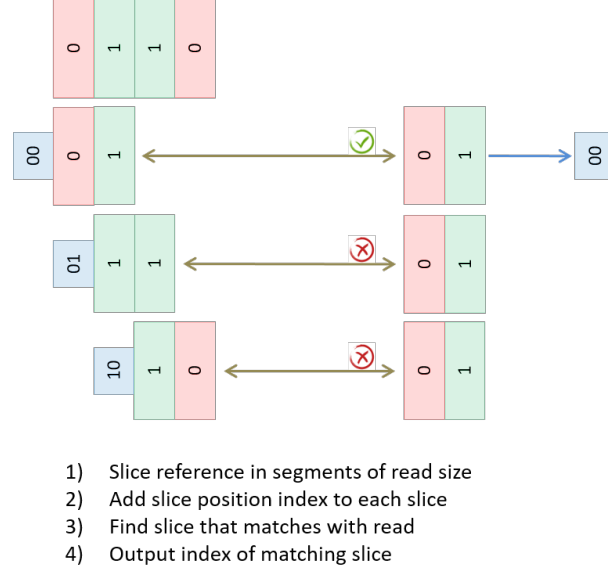 0 1 1 0
00 0 1 0 1 00
01 1 1 0 1
10 1 0 0 1
1) Slice reference in segments of read size
2) Add slice position index to each slice
3) Find slice that matches with read
4) Output index of matching slice